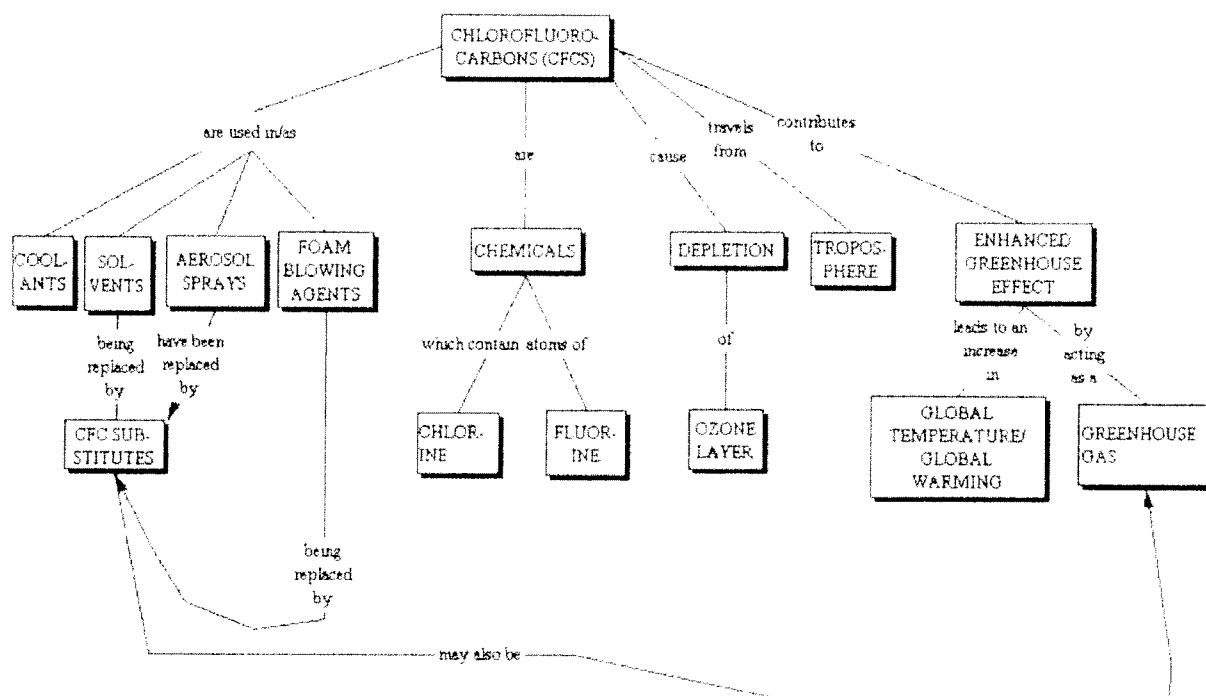 CHLOROFLUORO-
CARBONS (CFCS)
are used in/as
are
cause
travels
from
contributes
to
COOL-
ANTS
SOL-
VENTS
AEROSOL
SPRAYS
FOAM
BLOWING
AGENTS
CHEMICALS
DEPLETION
TROPOS-
PHERE
ENHANCED
GREENHOUSE
EFFECT
being
replaced
by
have been
replaced
by
which contain atoms of
of
leads to an
increase
in
by
acting
as a
CFC SUB-
STITUTES
CHLOR-
INE
FLUOR-
INE
OZONE
LAYER
GLOBAL
TEMPERATURE/
GLOBAL
WARMING
GREENHOUSE
GAS
being
replaced
by
may also be